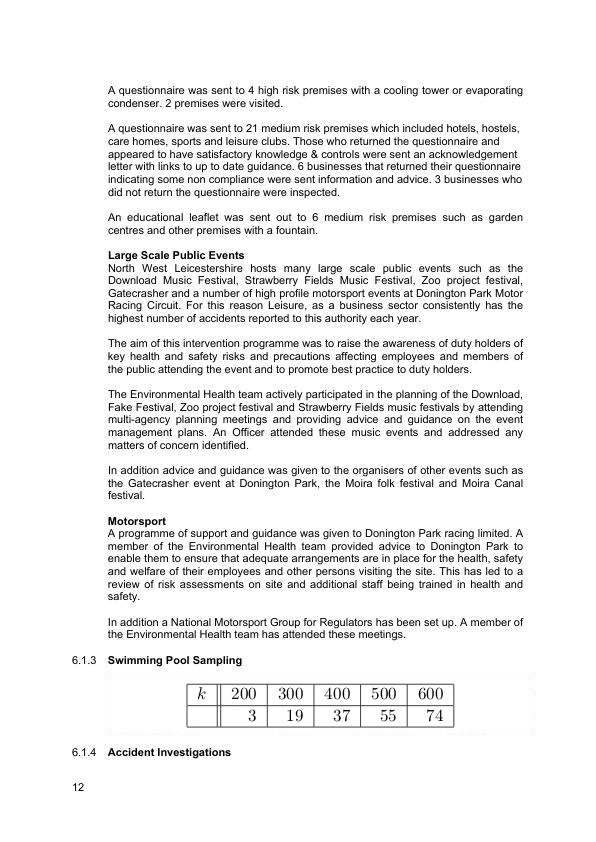 A questionnaire was sent to 4 high risk premises with a cooling tower or evaporating
condenser. 2 premises were visited.
A questionnaire was sent to 21 medium risk premises which included hotels, hostels,
care homes, sports and leisure clubs. Those who returned the questionnaire and
appeared to have satisfactory knowledge & controls were sent an acknowledgement
letter with links to up to date guidance. 6 businesses that returned their questionnaire
indicating some non compliance were sent information and advice. 3 businesses who
did not return the questionnaire were inspected.
An educational leaflet was sent out to 6 medium risk premises such as garden
centres and other premises with a fountain.
Large Scale Public Events
North West Leicestershire hosts many large scale public events such as the
Download Music Festival, Strawberry Fields Music Festival, Zoo project festival,
Gatecrasher and a number of high profile motorsport events at Donington Park Motor
Racing Circuit. For this reason Leisure, as a business sector consistently has the
highest number of accidents reported to this authority each year.
The aim of this intervention programme was to raise the awareness of duty holders of
key health and safety risks and precautions affecting employees and members of
the public attending the event and to promote best practice to duty holders.
The Environmental Health team actively participated in the planning of the Download,
Fake Festival, Zoo project festival and Strawberry Fields music festivals by attending
multi-agency planning meetings and providing advice and guidance on the event
management plans. An Officer attended these music events and addressed any
matters of concern identified.
In addition advice and guidance was given to the organisers of other events such as
the Gatecrasher event at Donington Park, the Moira folk festival and Moira Canal
festival.
Motorsport
A programme of support and guidance was given to Donington Park racing limited. A
member of the Environmental Health team provided advice to Donington Park to
enable them to ensure that adequate arrangements are in place for the health, safety
and welfare of their employees and other persons visiting the site. This has led to a
review of risk assessments on site and additional staff being trained in health and
safety.
In addition a National Motorsport Group for Regulators has been set up. A member of
the Environmental Health team has attended these meetings.
6.1.3 Swimming Pool Sampling
k 200 300 400 500 600
3 19 37 55 74
6.1.4 Accident Investigations
12